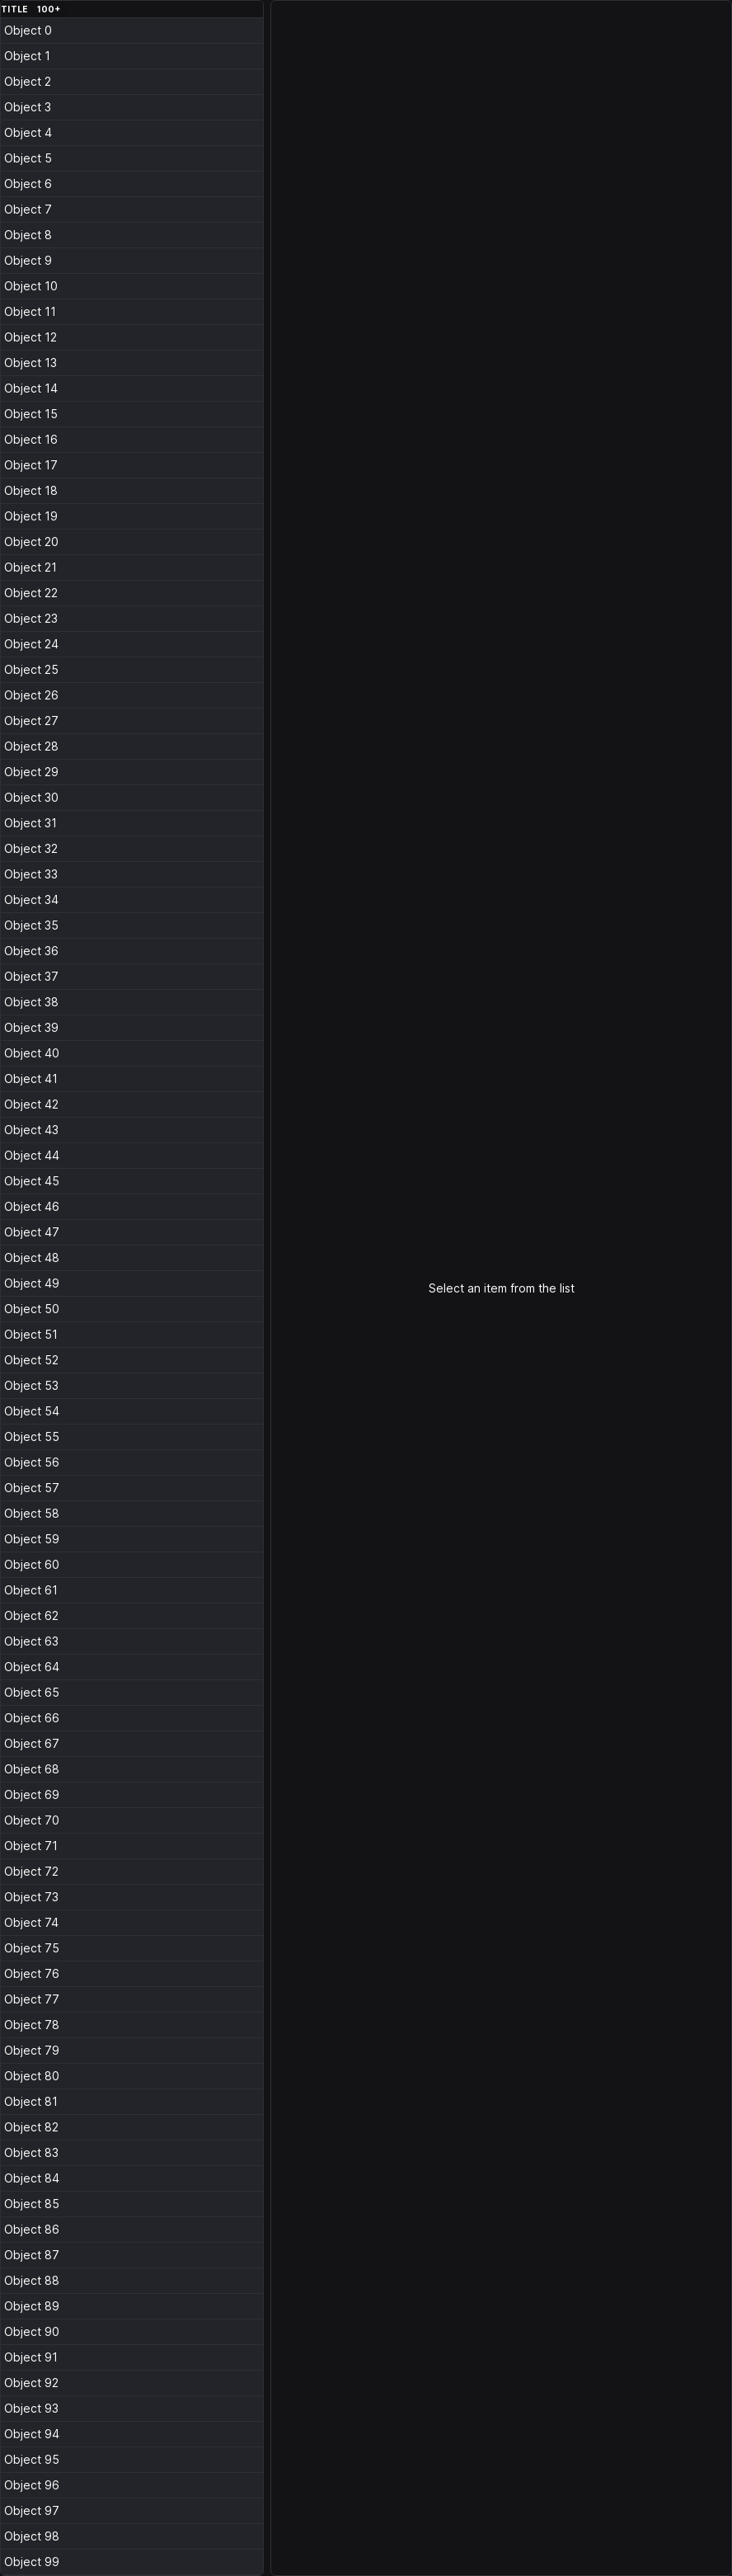 TITLE 100+
Object 0
Object 1
Object 2
Object 3
Object 4
Object 5
Object 6
Object 7
Object 8
Object 9
Object 10
Object 11
Object 12
Object 13
Object 14
Object 15
Object 16
Object 17
Object 18
Object 19
Object 20
Object 21
Object 22
Object 23
Object 24
Object 25
Object 26
Object 27
Object 28
Object 29
Object 30
Object 31
Object 32
Object 33
Object 34
Object 35
Object 36
Object 37
Object 38
Object 39
Object 40
Object 41
Object 42
Object 43
Object 44
Object 45
Object 46
Object 47
Object 48
Object 49
Object 50
Object 51
Object 52
Object 53
Object 54
Object 55
Object 56
Object 57
Object 58
Object 59
Object 60
Object 61
Object 62
Object 63
Object 64
Object 65
Object 66
Object 67
Object 68
Object 69
Object 70
Object 71
Object 72
Object 73
Object 74
Object 75
Object 76
Object 77
Object 78
Object 79
Object 80
Object 81
Object 82
Object 83
Object 84
Object 85
Object 86
Object 87
Object 88
Object 89
Object 90
Object 91
Object 92
Object 93
Object 94
Object 95
Object 96
Object 97
Object 98
Object 99
Select an item from the list